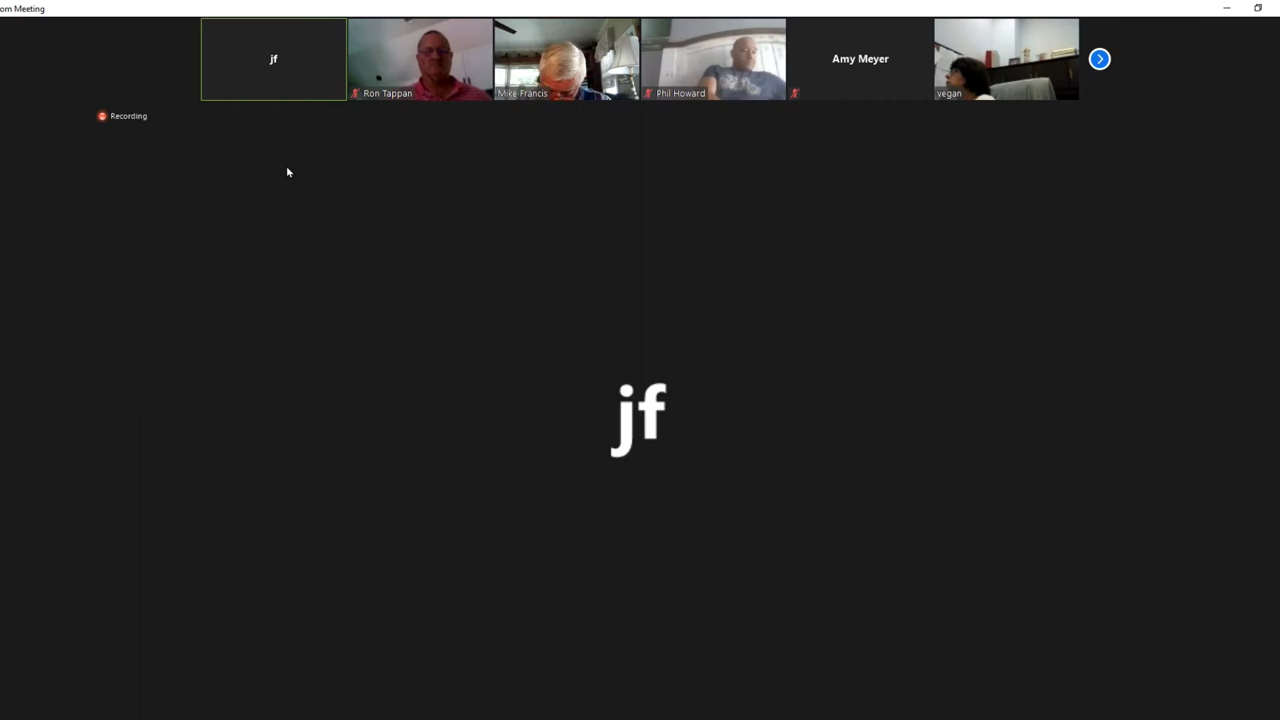 om Meeting
jf
Ron Tappan
Mike Francis
Phil Howard
Amy Meyer
vegan
Recording
jf